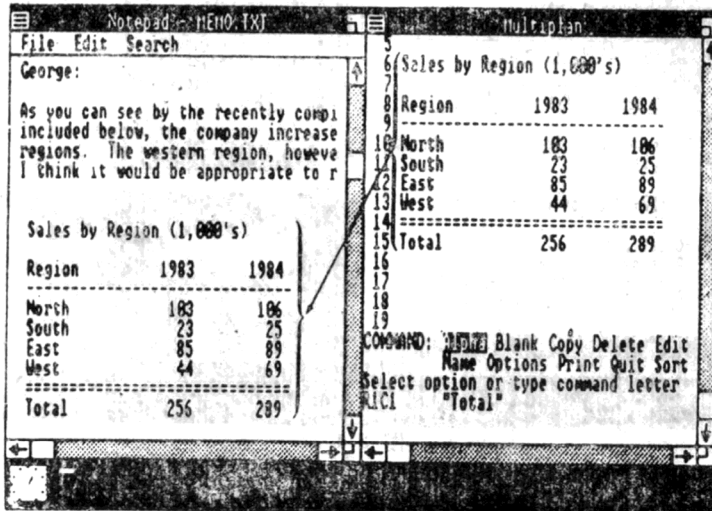 Notepad - MEMO.TXT
File Edit Search
George:
As you can see by the recently compi
included below, the company increase
regions. The western region, howeve
I think it would be appropriate to r
Sales by Region (1,000's)
Region 1983 1984
North 103 106
South 23 25
East 85 89
West 44 69
Total 256 289
Multiplan
5
6 Sales by Region (1,000's)
7
8 Region 1983 1984
9
10 North 103 106
11 South 23 25
12 East 85 89
13 West 44 69
14
15 Total 256 289
16
17
18
19
COMMAND: Alpha Blank Copy Delete Edit
Name Options Print Quit Sort
Select option or type command letter
R1C1 "Total"